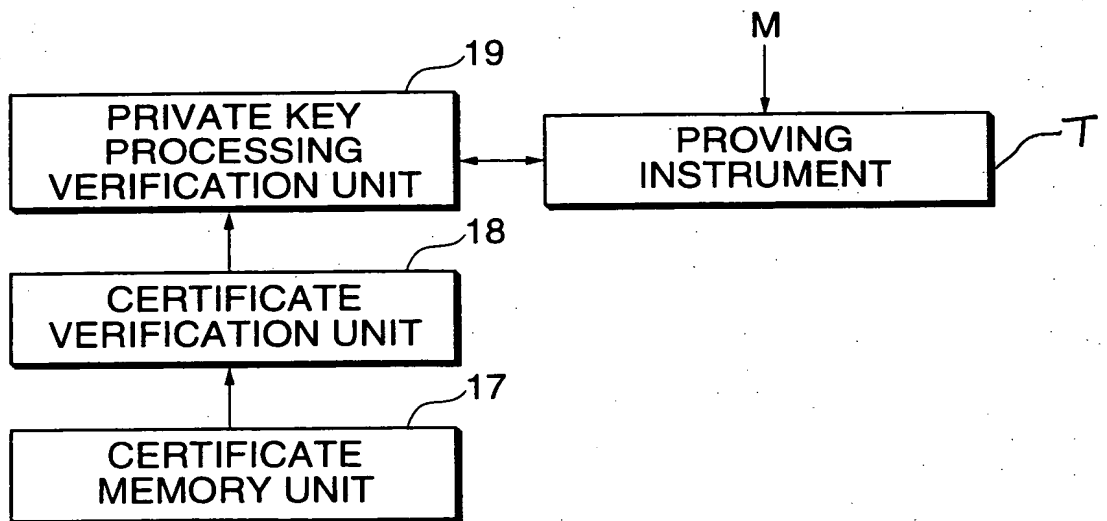 M
19
PRIVATE KEY
PROCESSING
VERIFICATION UNIT
PROVING
INSTRUMENT
T
18
CERTIFICATE
VERIFICATION UNIT
17
CERTIFICATE
MEMORY UNIT